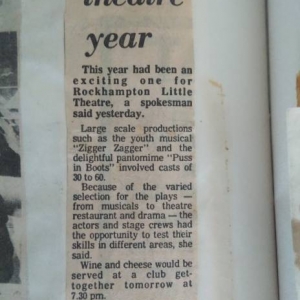 theatre
year
This year had been an
exciting one for
Rockhampton Little
Theatre, a spokesman
said yesterday.
Large scale productions
such as the youth musical
"Zigger Zagger" and the
delightful pantomime "Puss
in Boots" involved casts of
30 to 60.
Because of the varied
selection for the plays —
from musicals to theatre
restaurant and drama — the
actors and stage crews had
the opportunity to test their
skills in different areas, she
said.
Wine and cheese would be
served at a club get-
together tomorrow at
7.30 pm.